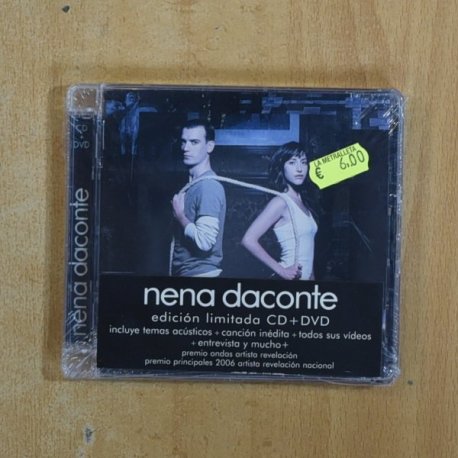 CD
DVD
nena daconte
LA METRALLETA
€ 6,00
nena daconte
edición limitada CD+DVD
incluye temas acústicos + canción inédita + todos sus vídeos
+ entrevista y mucho+
premio ondas artista revelación
premio principales 2006 artista revelación nacional